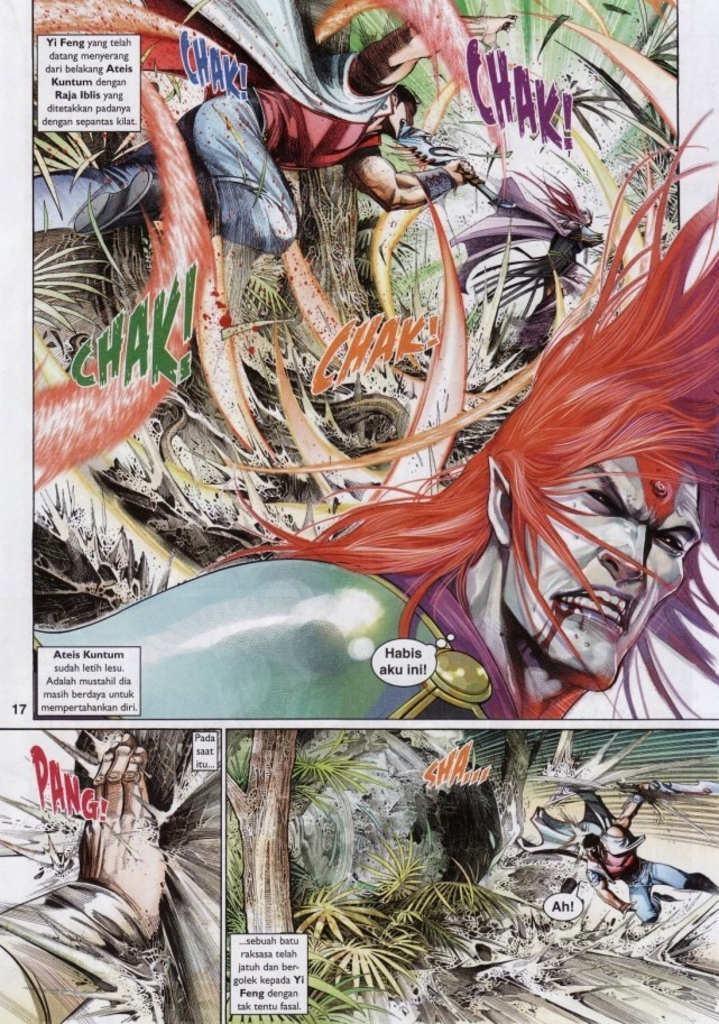 Yi Feng yang telah
datang menyerang
dari belakang Ateis
Kuntum dengan
Raja Iblis yang
ditetakkan padanya
dengan sepantas kilat.
CHAK!
CHAK!
CHAK!
CHAK!
Habis
aku ini!
Ateis Kuntum
sudah letih lesu.
Adalah mustahil dia
masih berdaya untuk
mempertahankan diri.
17
PANG!
Pada
saat
itu...
SHA...
Ah!
...sebuah batu
raksasa telah
jatuh dan ber-
golek kepada Yi
Feng dengan
tak tentu fasal.